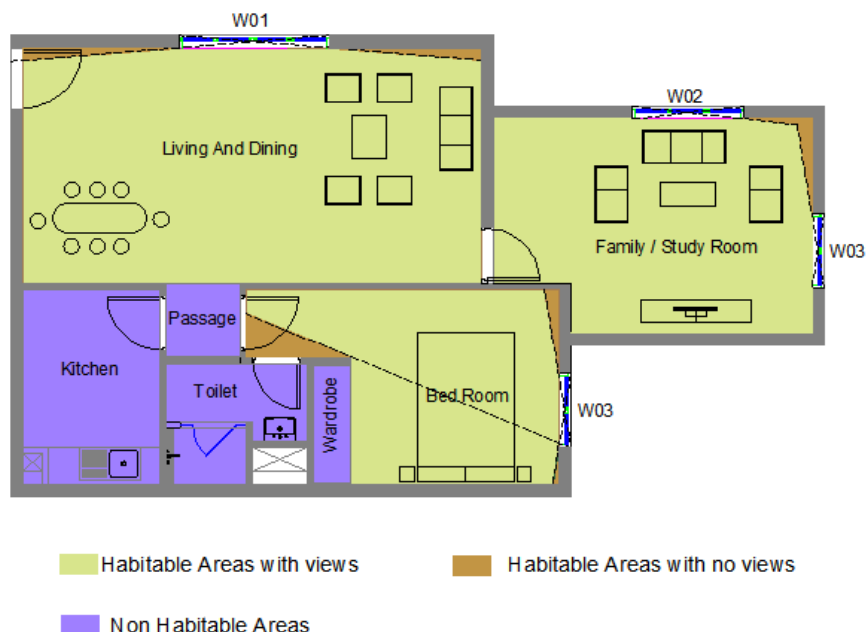 W01
W02
Living And Dining
Family / Study Room
W03
Passage
Kitchen
Toilet
Wardrobe
Bed Room
W03
Habitable Areas with views
Habitable Areas with no views
Non Habitable Areas